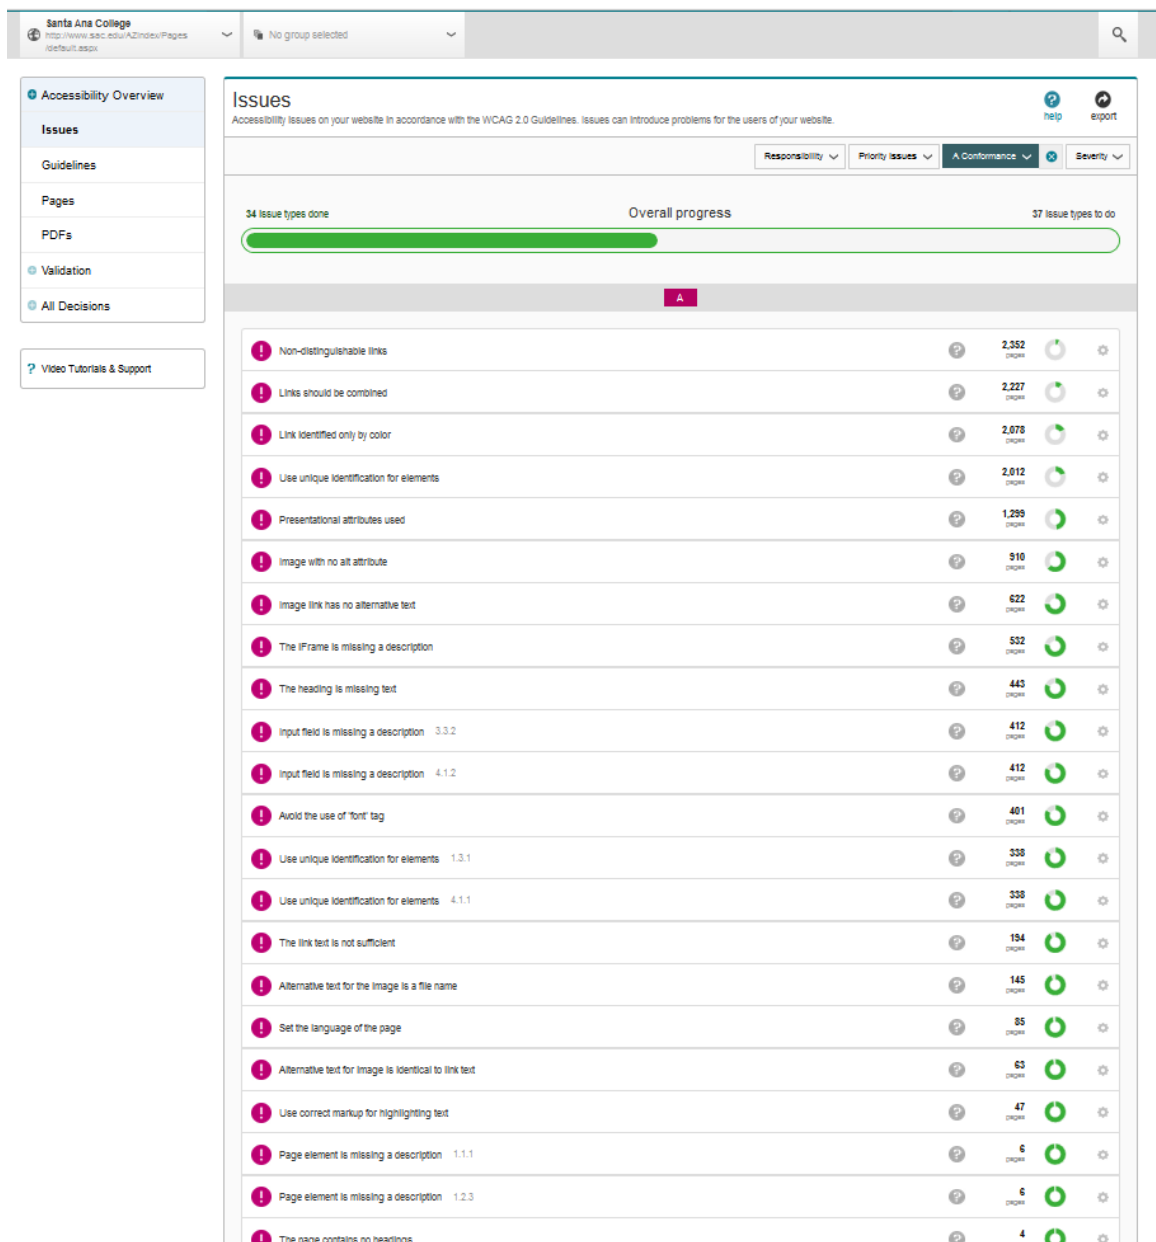 Santa Ana College
http://www.sac.edu/AZIndex/Pages
/default.aspx
No group selected
Accessibility Overview
Issues
Guidelines
Pages
PDFs
Validation
All Decisions
? Video Tutorials & Support
Issues
Accessibility issues on your website in accordance with the WCAG 2.0 Guidelines. Issues can introduce problems for the users of your website.
? help
export
Responsibility
Priority Issues
A Conformance
Severity
34 issue types done
Overall progress
37 issue types to do
A
! Non-distinguishable links ? 2,352 pages
! Links should be combined ? 2,227 pages
! Link identified only by color ? 2,078 pages
! Use unique identification for elements ? 2,012 pages
! Presentational attributes used ? 1,299 pages
! Image with no alt attribute ? 910 pages
! Image link has no alternative text ? 622 pages
! The IFrame is missing a description ? 532 pages
! The heading is missing text ? 443 pages
! Input field is missing a description 3.3.2 ? 412 pages
! Input field is missing a description 4.1.2 ? 412 pages
! Avoid the use of 'font' tag ? 401 pages
! Use unique identification for elements 1.3.1 ? 338 pages
! Use unique identification for elements 4.1.1 ? 338 pages
! The link text is not sufficient ? 194 pages
! Alternative text for the image is a file name ? 145 pages
! Set the language of the page ? 85 pages
! Alternative text for image is identical to link text ? 63 pages
! Use correct markup for highlighting text ? 47 pages
! Page element is missing a description 1.1.1 ? 6 pages
! Page element is missing a description 1.2.3 ? 6 pages
! The page contains no headings ? 4